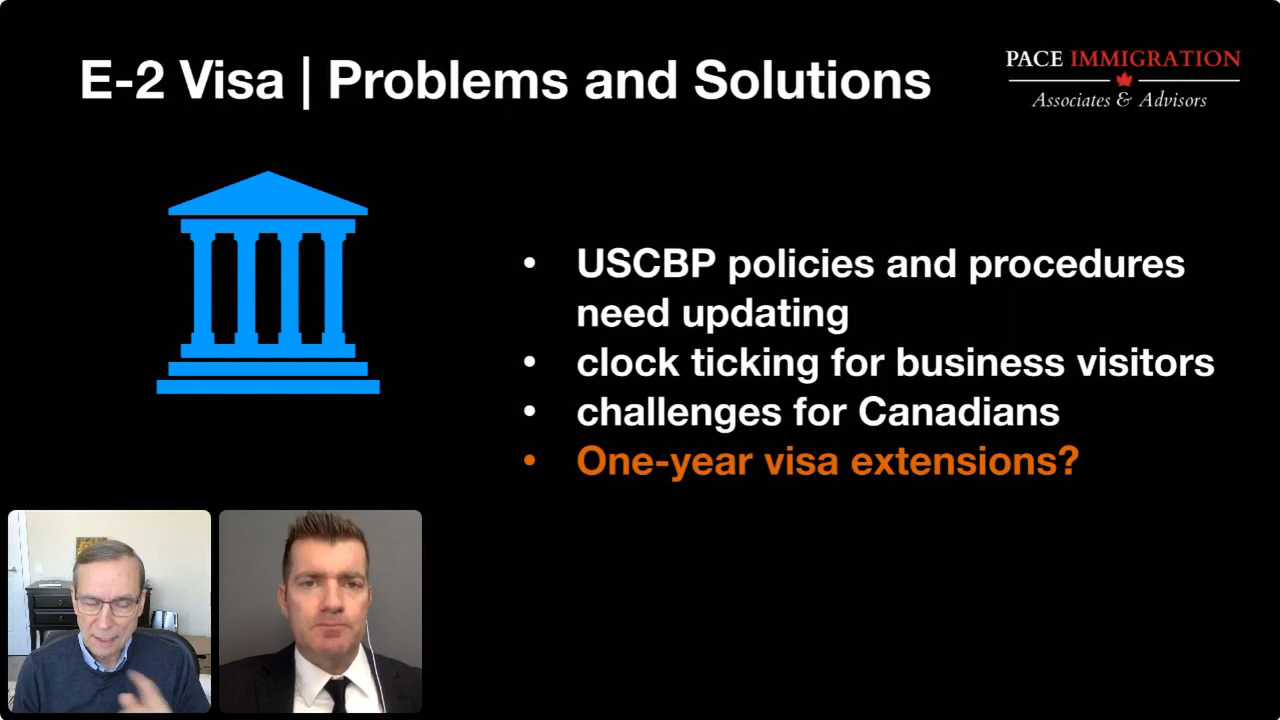 E-2 Visa | Problems and Solutions
PACE IMMIGRATION
Associates & Advisors
• USCBP policies and procedures
need updating
• clock ticking for business visitors
• challenges for Canadians
• One-year visa extensions?